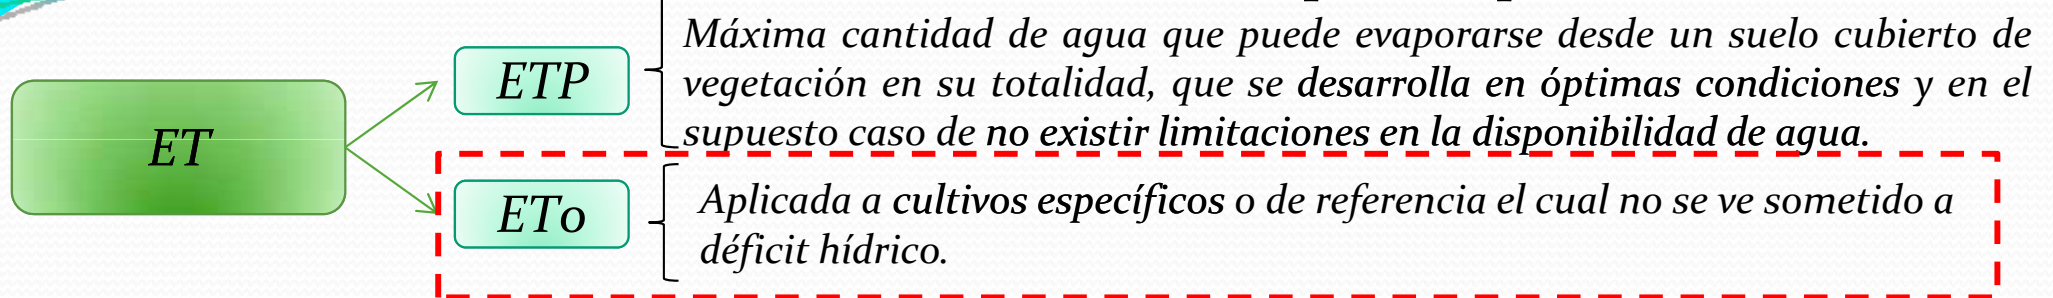 Máxima cantidad de agua que puede evaporarse desde un suelo cubierto de
ETP
vegetación en su totalidad, que se desarrolla en óptimas condiciones y en el
supuesto caso de no existir limitaciones en la disponibilidad de agua.
ET
ETo
Aplicada a cultivos específicos o de referencia el cual no se ve sometido a
déficit hídrico.